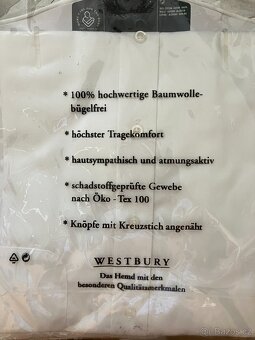 * 100% hochwertige Baumwolle-
bügelfrei
* höchster Tragekomfort
* hautsympathisch und atmungsaktiv
* schadstoffgeprüfte Gewebe
nach Öko - Tex 100
* Knöpfe mit Kreuzstich angenäht
WESTBURY
Das Hemd mit den
besonderen Qualitätsmerkmalen